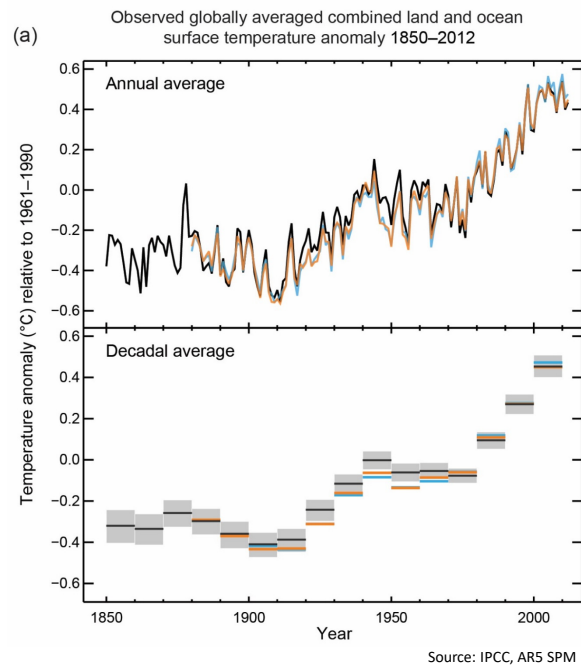 Observed globally averaged combined land and ocean
(a)
surface temperature anomaly 1850–2012
Temperature anomaly (°C) relative to 1961–1990
Annual average
0.6
0.4
0.2
0.0
−0.2
−0.4
−0.6
Decadal average
0.4
0.2
0.0
−0.2
−0.4
−0.6
1850
1900
1950
2000
Year
Source: IPCC, AR5 SPM